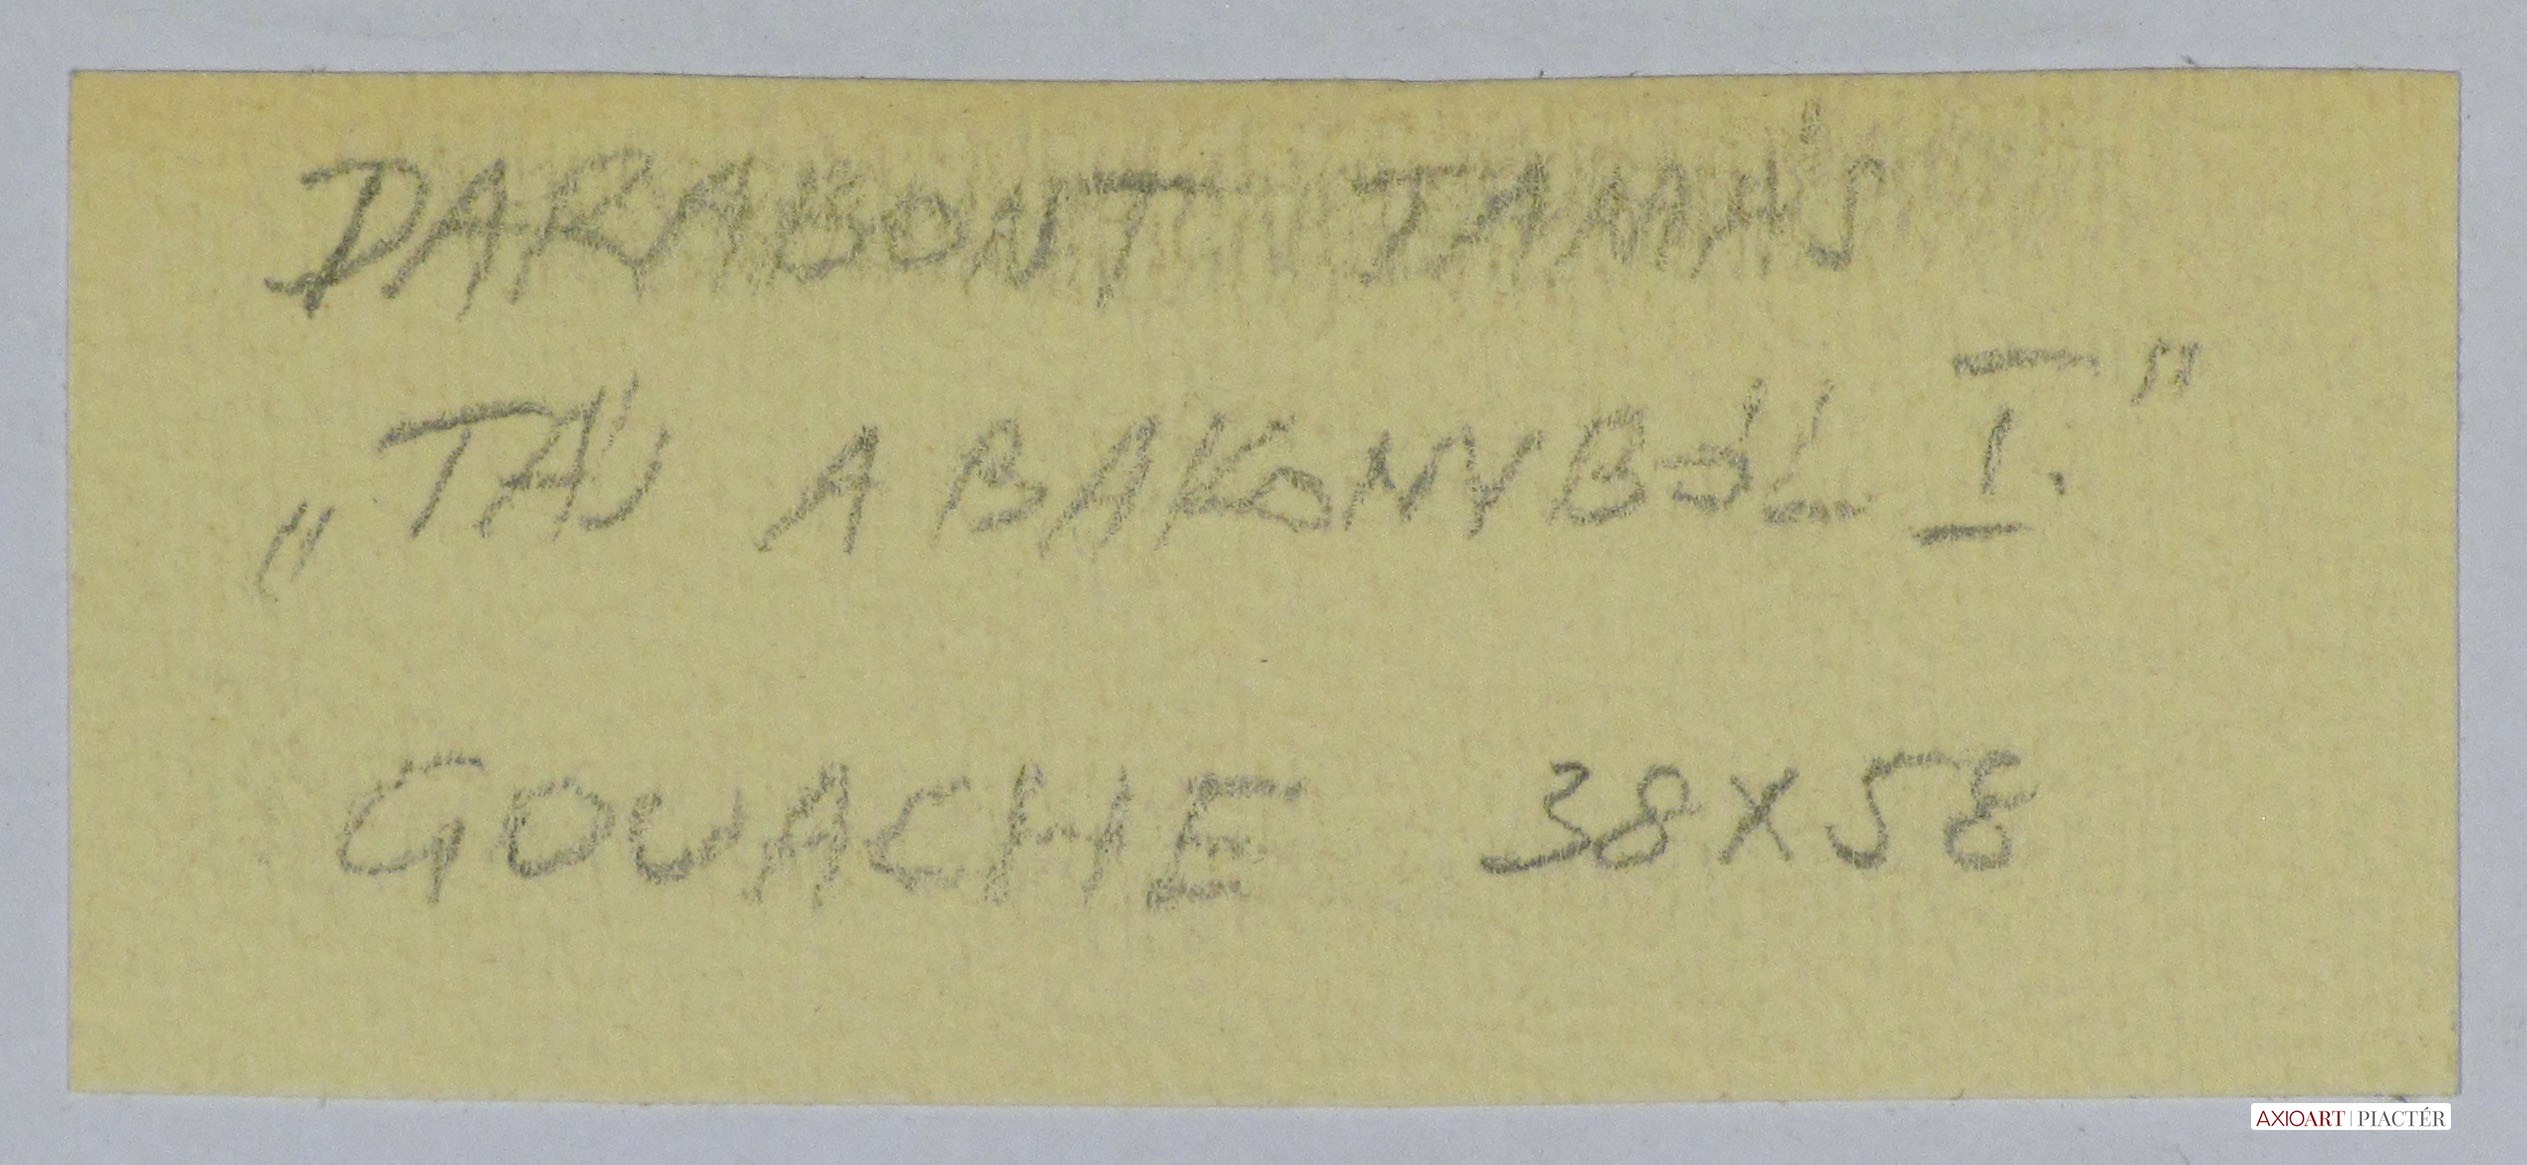 DARABONT TAMÁS
„TÁJ A BAKONYBÓL I."
GOUACHE 38X58
AXIOART | PIACTÉR